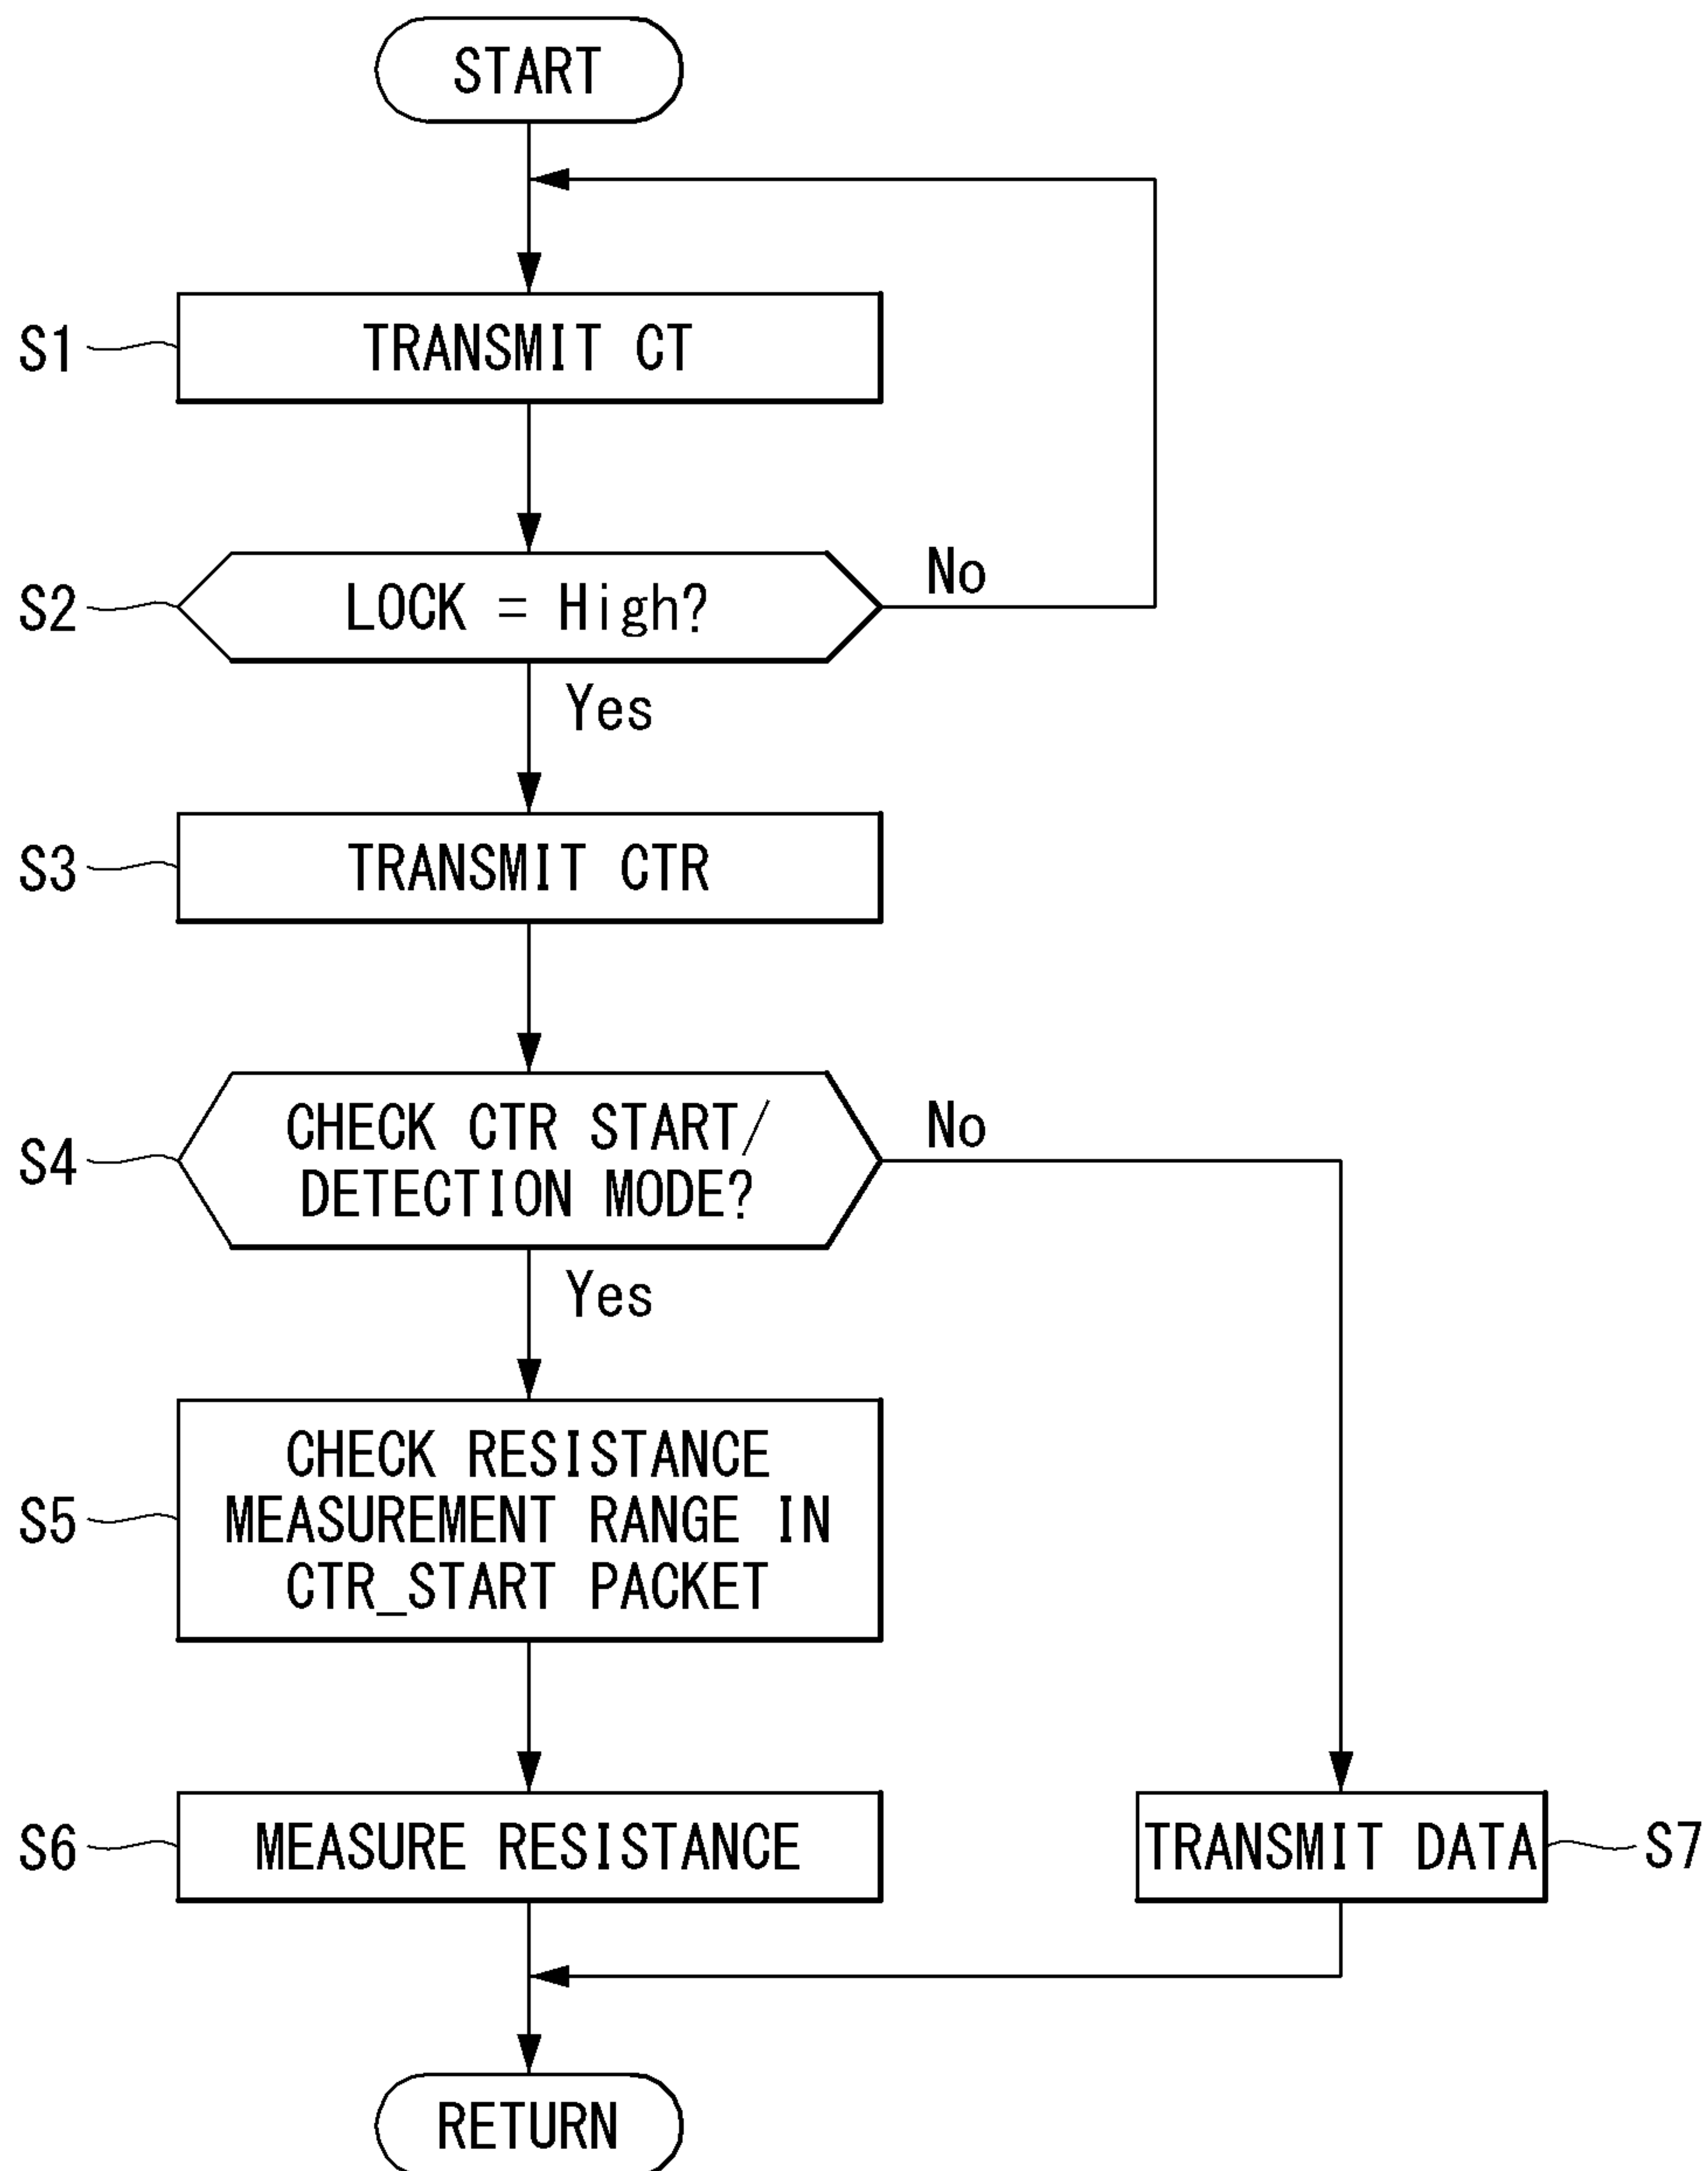 START
S1
TRANSMIT CT
S2
LOCK = High?
No
Yes
S3
TRANSMIT CTR
S4
CHECK CTR START/
DETECTION MODE?
No
Yes
S5
CHECK RESISTANCE
MEASUREMENT RANGE IN
CTR_START PACKET
S6
MEASURE RESISTANCE
TRANSMIT DATA
S7
RETURN